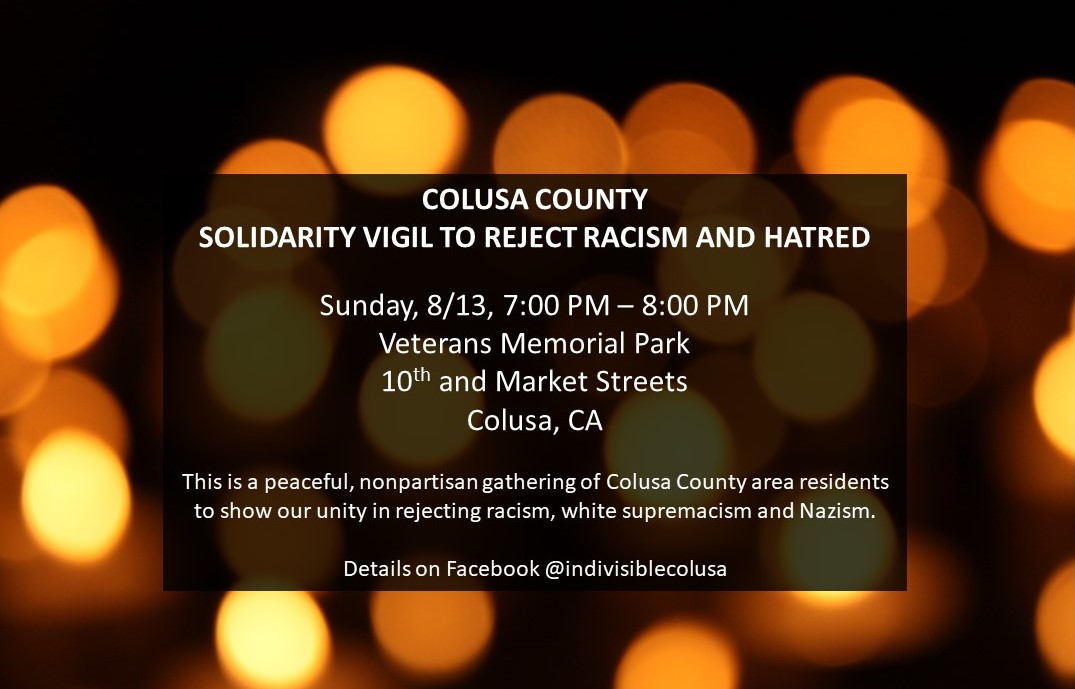 COLUSA COUNTY
SOLIDARITY VIGIL TO REJECT RACISM AND HATRED
Sunday, 8/13, 7:00 PM – 8:00 PM
Veterans Memorial Park
10th and Market Streets
Colusa, CA
This is a peaceful, nonpartisan gathering of Colusa County area residents
to show our unity in rejecting racism, white supremacism and Nazism.
Details on Facebook @indivisiblecolusa